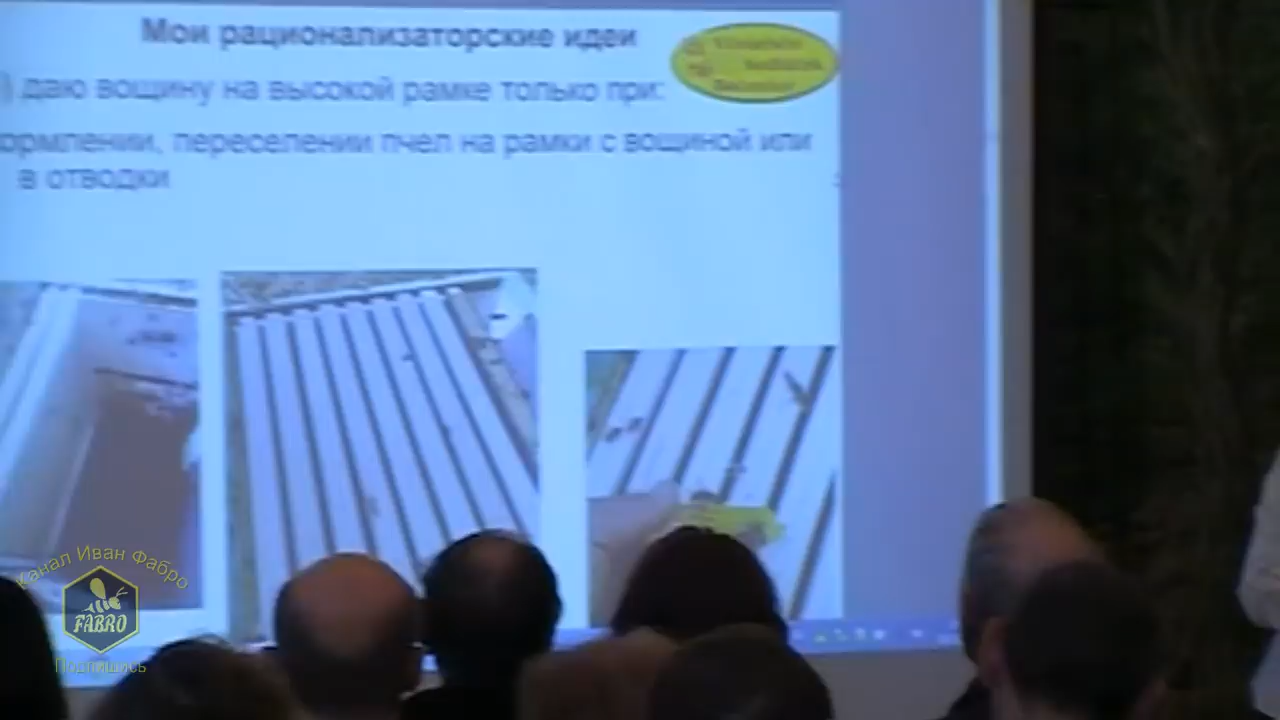 Мои рационализаторские идеи
) даю вощину на высокой рамке только при:
ормлении, переселении пчел на рамки с вощиной или
в отводки
Канал Иван Фабро
FABRO
Подпишись